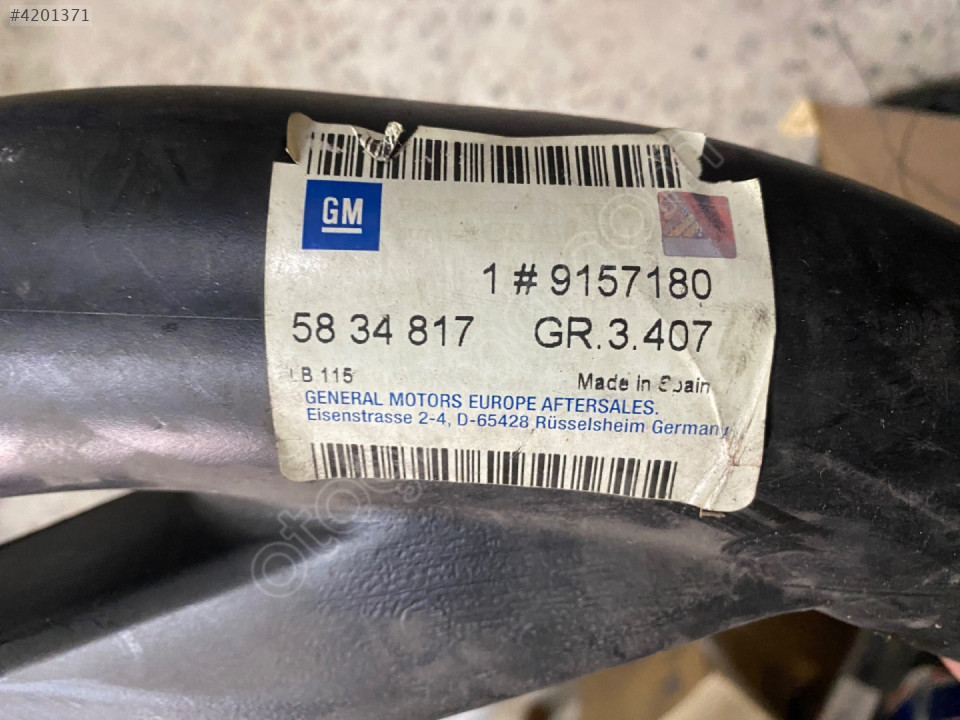 #4201371
GM
1 # 9157180
58 34 817 GR.3.407
B 115
Made in Spain
GENERAL MOTORS EUROPE AFTERSALES.
Eisenstrasse 2-4, D-65428 Rüsselsheim Germany